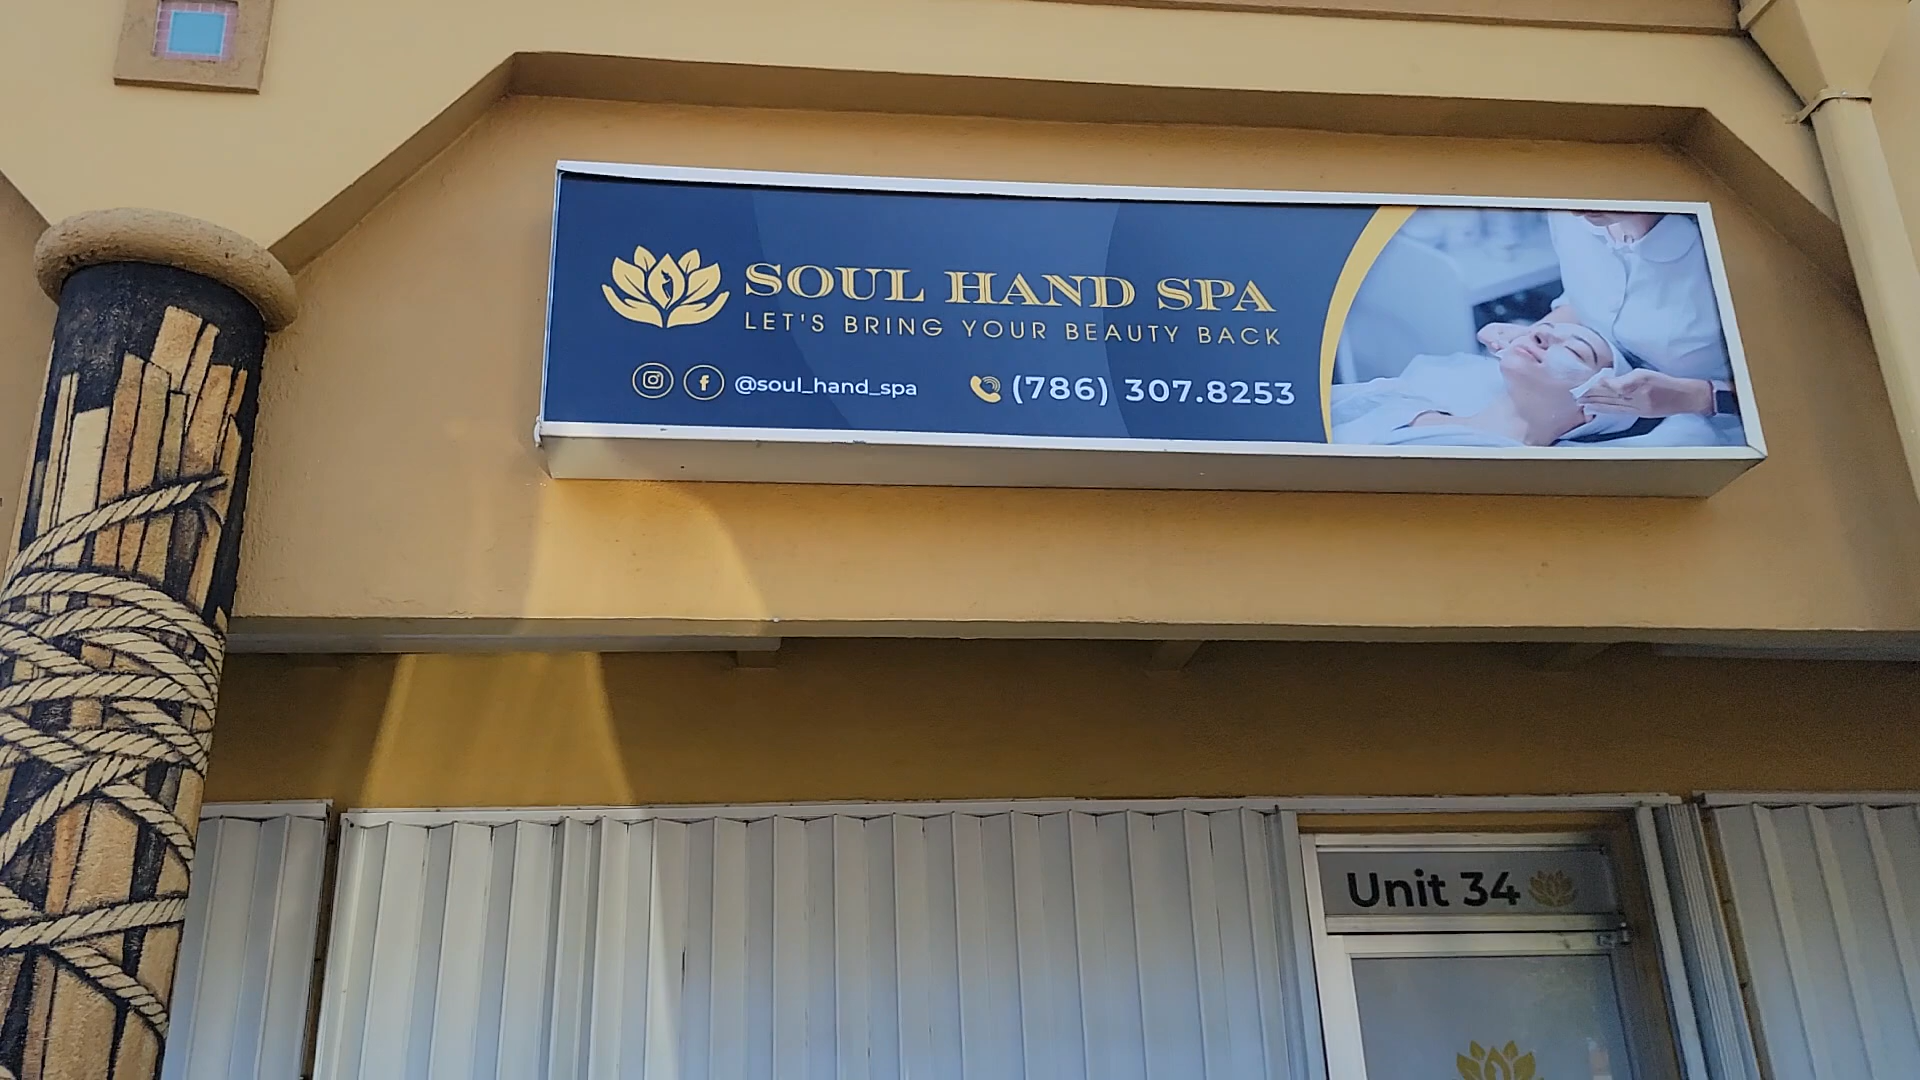 SOUL HAND SPA
LET'S BRING YOUR BEAUTY BACK
@soul_hand_spa (786) 307.8253
Unit 34